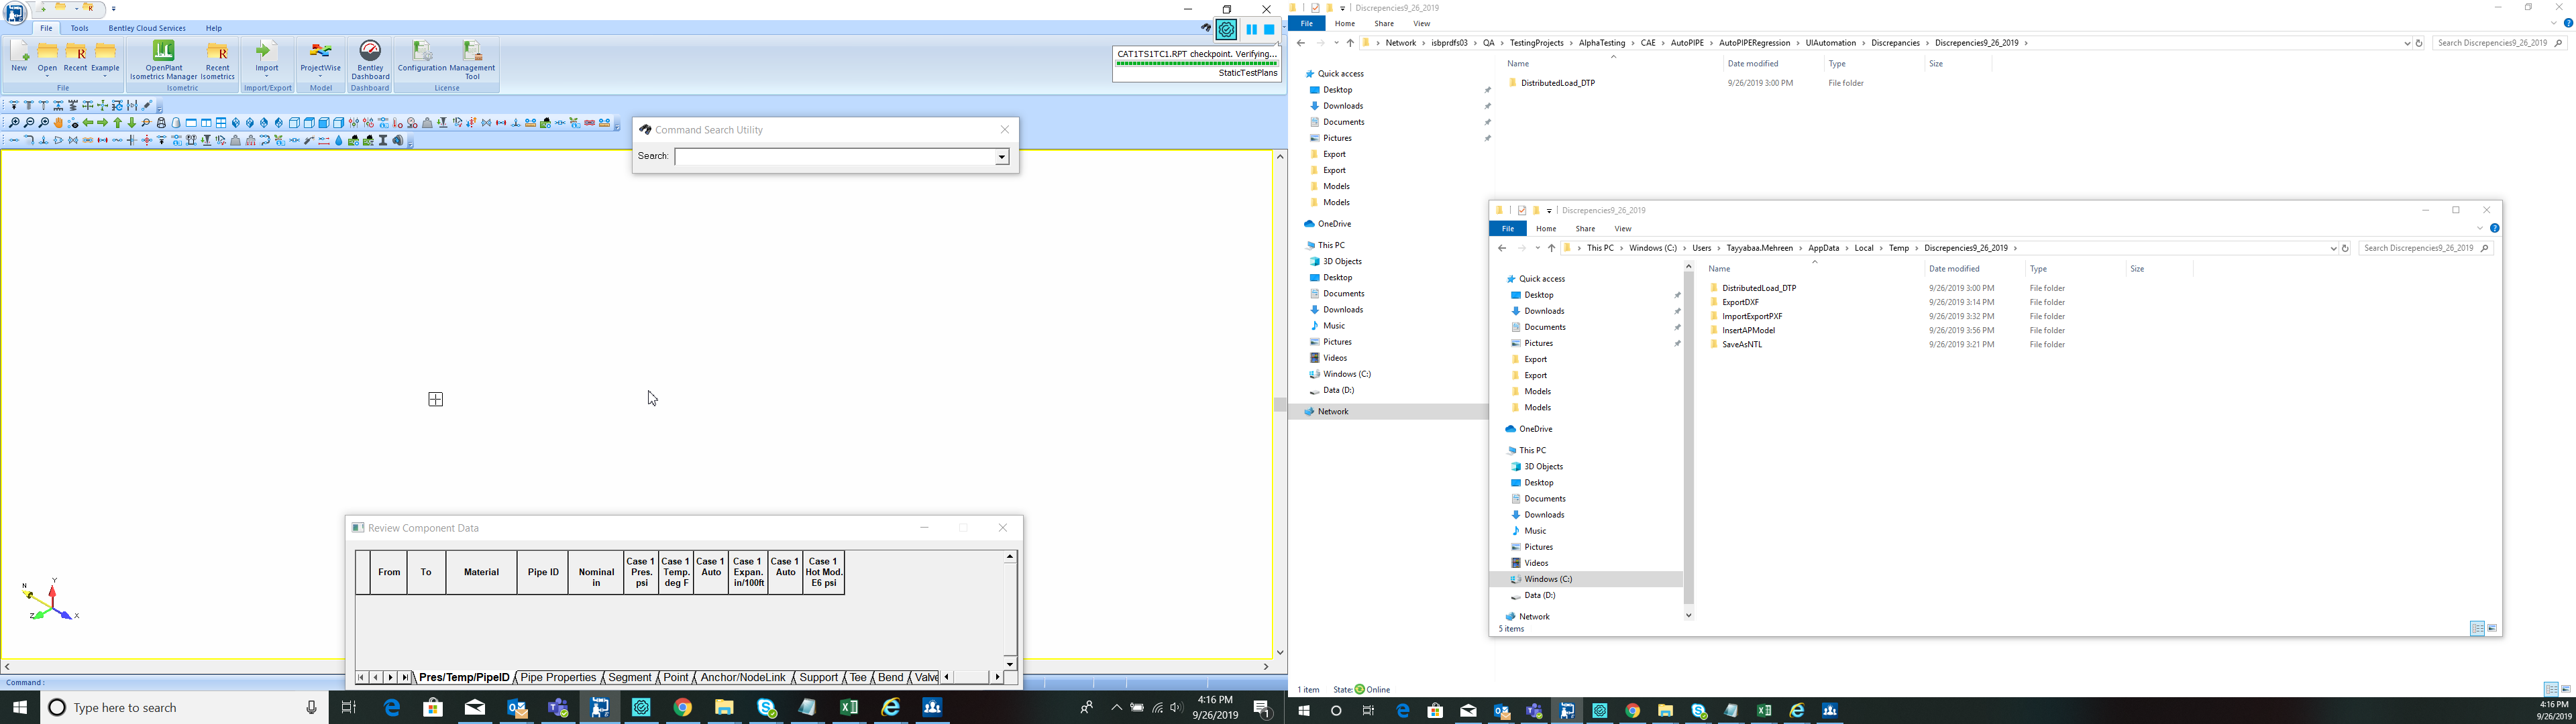 File
Tools
Bentley Cloud Services
Help
New
Open
Recent
Example
OpenPlant
Isometrics Manager
Recent
Isometrics
Import
ProjectWise
Bentley
Dashboard
Configuration
Management
Tool
File
Isometric
Import/Export
Model
Dashboard
License
CAT1TS1TC1.RPT checkpoint. Verifying...
StaticTestPlans
Command Search Utility
Search:
N
Y
Z
X
Review Component Data
From
To
Material
Pipe ID
Nominal
in
Case 1
Pres.
psi
Case 1
Temp.
deg F
Case 1
Auto
Case 1
Expan.
in/100ft
Case 1
Auto
Case 1
Hot Mod.
E6 psi
Pres/Temp/PipeID
Pipe Properties
Segment
Point
Anchor/NodeLink
Support
Tee
Bend
Valve
Command :
Type here to search
4:16 PM
9/26/2019
1
Discrepencies9_26_2019
File
Home
Share
View
Network > isbprdfs03 > QA > TestingProjects > AlphaTesting > CAE > AutoPIPE > AutoPIPERegression > UIAutomation > Discrepancies > Discrepencies9_26_2019 >
Search Discrepencies9_26_2019
Name
Date modified
Type
Size
DistributedLoad_DTP
9/26/2019 3:00 PM
File folder
Quick access
Desktop
Downloads
Documents
Pictures
Export
Export
Models
Models
OneDrive
This PC
3D Objects
Desktop
Documents
Downloads
Music
Pictures
Videos
Windows (C:)
Data (D:)
Network
1 item
State:
Online
Discrepencies9_26_2019
File
Home
Share
View
This PC > Windows (C:) > Users > Tayyabaa.Mehreen > AppData > Local > Temp > Discrepencies9_26_2019 >
Search Discrepencies9_26_2019
Name
Date modified
Type
Size
DistributedLoad_DTP 9/26/2019 3:00 PM File folder
ExportDXF 9/26/2019 3:14 PM File folder
ImportExportPXF 9/26/2019 3:32 PM File folder
InsertAPModel 9/26/2019 3:56 PM File folder
SaveAsNTL 9/26/2019 3:21 PM File folder
Quick access
Desktop
Downloads
Documents
Pictures
Export
Export
Models
Models
OneDrive
This PC
3D Objects
Desktop
Documents
Downloads
Music
Pictures
Videos
Windows (C:)
Data (D:)
Network
5 items
4:16 PM
9/26/2019